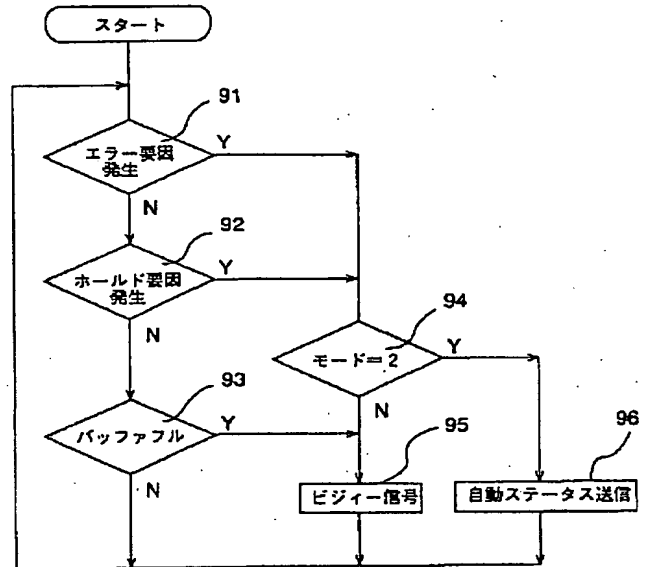 スタート
91
エラー要因
発生
Y
N
92
ホールド要因
発生
Y
N
94
モード=2
Y
N
93
バッファフル
Y
N
95
ビジィー信号
96
自動ステータス送信